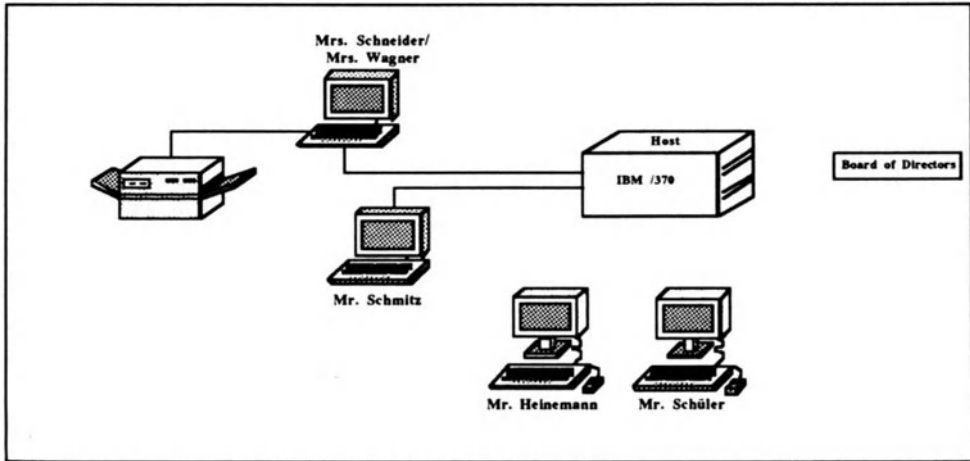 Mrs. Schneider/
Mrs. Wagner
Host
IBM /370
Board of Directors
Mr. Schmitz
Mr. Heinemann
Mr. Schüler